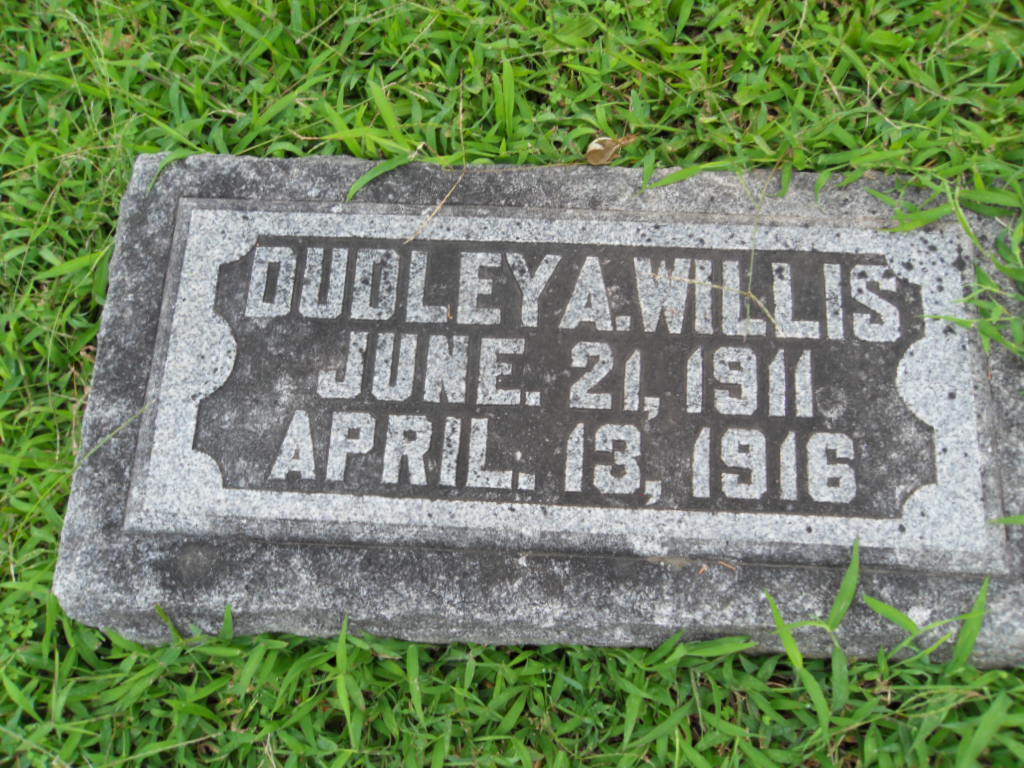 DUDLEY A. WILLIS
JUNE. 21, 1911
APRIL. 13, 1916